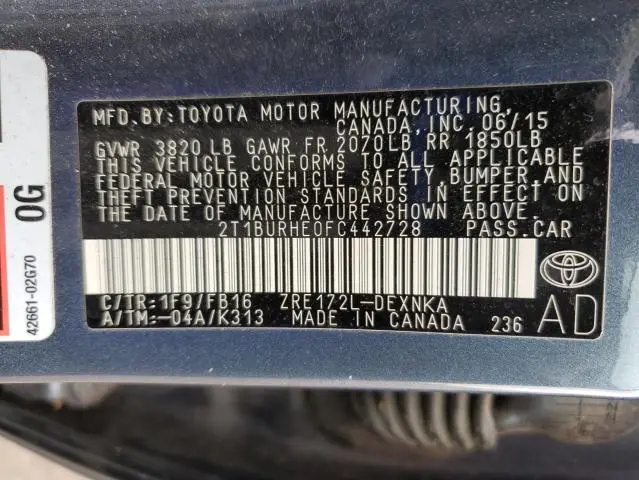 MFD.BY:TOYOTA MOTOR MANUFACTURING,
CANADA, INC. 06/15
GVWR 3820 LB GAWR FR 2070LB RR 1850LB
THIS VEHICLE CONFORMS TO ALL APPLICABLE
FEDERAL MOTOR VEHICLE SAFETY, BUMPER AND
THEFT PREVENTION STANDARDS IN EFFECT ON
THE DATE OF MANUFACTURE SHOWN ABOVE.
2T1BURHE0FC442728 PASS.CAR
C/TR:1F9/FB16 ZRE172L-DEXNKA
A/TM:-04A/K313 MADE IN CANADA 236
AD
0G
42661-02G70